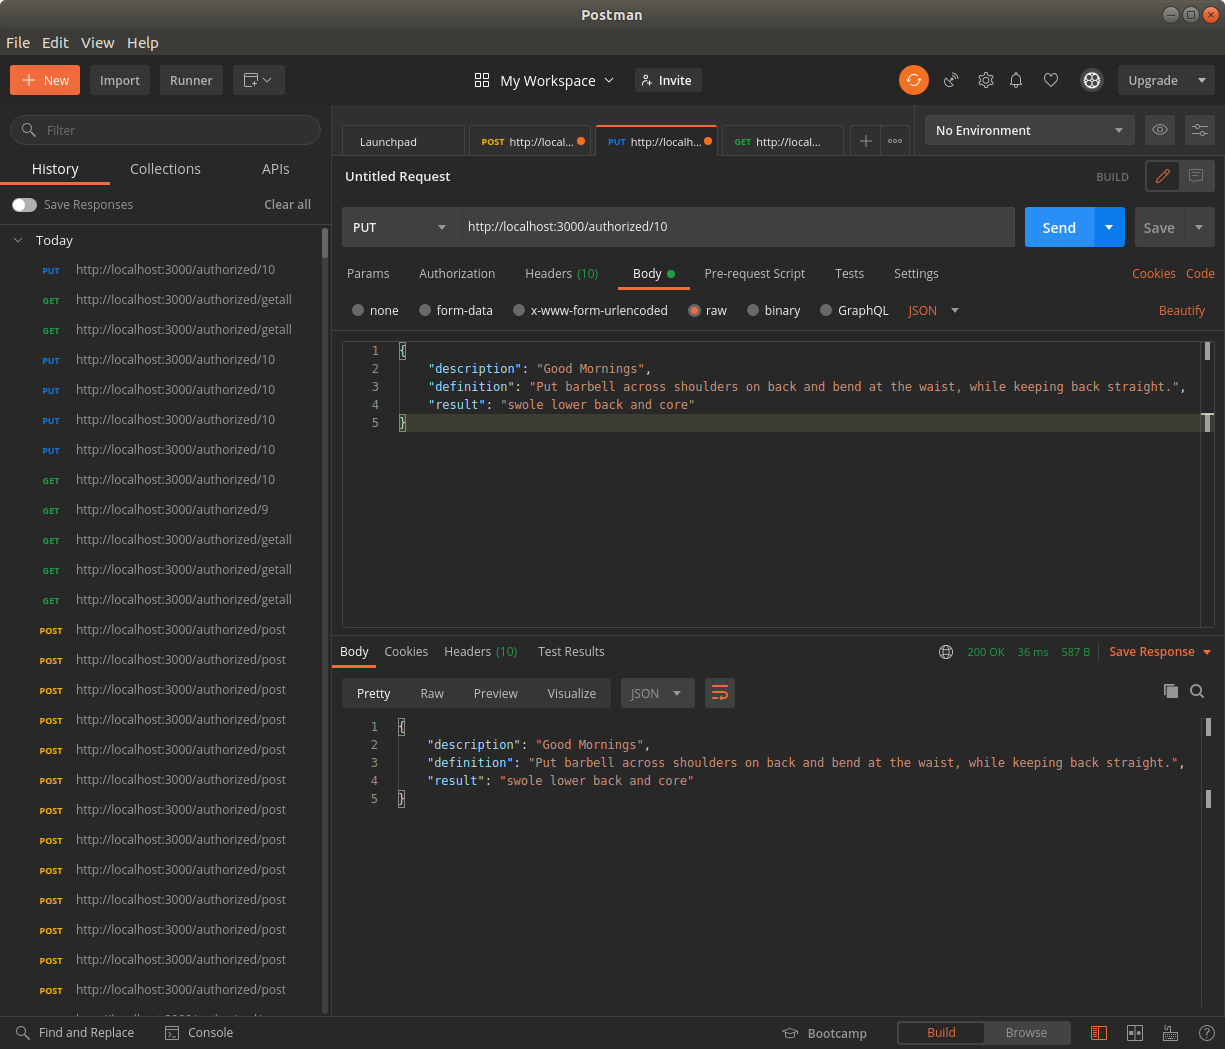 Postman
File Edit View Help
New Import Runner My Workspace Invite Upgrade
Filter
History Collections APIs
Save Responses Clear all
Today
PUT http://localhost:3000/authorized/10
GET http://localhost:3000/authorized/getall
GET http://localhost:3000/authorized/getall
PUT http://localhost:3000/authorized/10
PUT http://localhost:3000/authorized/10
PUT http://localhost:3000/authorized/10
PUT http://localhost:3000/authorized/10
GET http://localhost:3000/authorized/10
GET http://localhost:3000/authorized/9
GET http://localhost:3000/authorized/getall
GET http://localhost:3000/authorized/getall
GET http://localhost:3000/authorized/getall
POST http://localhost:3000/authorized/post
POST http://localhost:3000/authorized/post
POST http://localhost:3000/authorized/post
POST http://localhost:3000/authorized/post
POST http://localhost:3000/authorized/post
POST http://localhost:3000/authorized/post
POST http://localhost:3000/authorized/post
POST http://localhost:3000/authorized/post
POST http://localhost:3000/authorized/post
POST http://localhost:3000/authorized/post
POST http://localhost:3000/authorized/post
POST http://localhost:3000/authorized/post
POST http://localhost:3000/authorized/post
Launchpad POST http://local... PUT http://localh... GET http://local... No Environment
Untitled Request BUILD
PUT http://localhost:3000/authorized/10 Send Save
Params Authorization Headers (10) Body Pre-request Script Tests Settings Cookies Code
none form-data x-www-form-urlencoded raw binary GraphQL JSON Beautify
1 {
2 "description": "Good Mornings",
3 "definition": "Put barbell across shoulders on back and bend at the waist, while keeping back straight.",
4 "result": "swole lower back and core"
5 }
Body Cookies Headers (10) Test Results 200 OK 36 ms 587 B Save Response
Pretty Raw Preview Visualize JSON
1 {
2 "description": "Good Mornings",
3 "definition": "Put barbell across shoulders on back and bend at the waist, while keeping back straight.",
4 "result": "swole lower back and core"
5 }
Find and Replace Console Bootcamp Build Browse